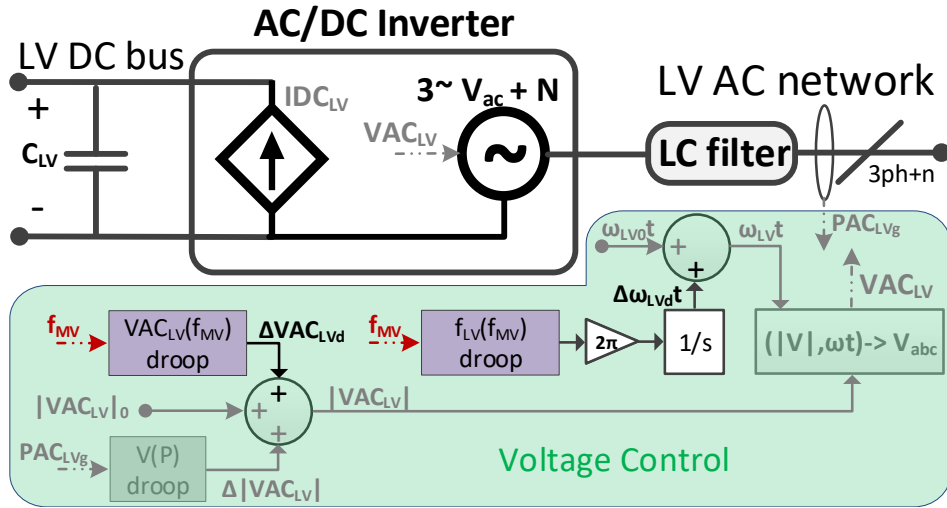 AC/DC Inverter
LV DC bus
+
C_LV
-
IDC_LV
3~ V_ac + N
VAC_LV
~
LC filter
LV AC network
3ph+n
PAC_LVg
VAC_LV
ω_LV0t
+
+
ω_LVt
Δω_LVdt
f_MV
VAC_LV(f_MV)
droop
ΔVAC_LVd
f_MV
f_LV(f_MV)
droop
2π
1/s
(|V|,ωt)-> V_abc
|VAC_LV|_0
+
+
+
|VAC_LV|
PAC_LVg
V(P)
droop
Δ|VAC_LV|
Voltage Control